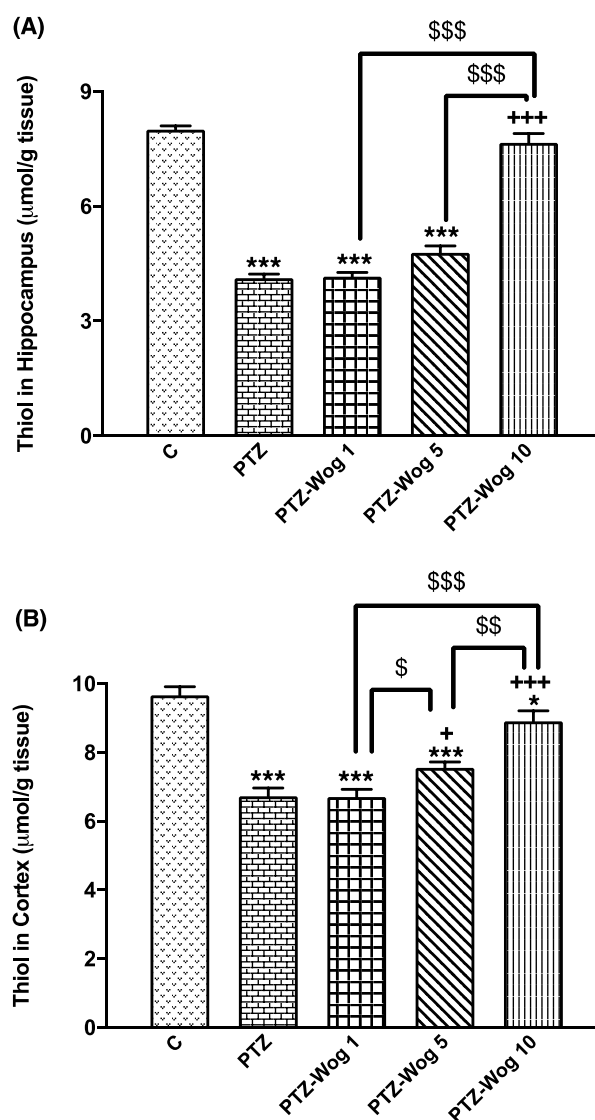 (A)
$$$
$$$
+++
9
***
***
***
6
3
0
Thiol in Hippocampus (µmol/g tissue)
C
PTZ
PTZ-Wog 1
PTZ-Wog 5
PTZ-Wog 10
(B)
$$$
$$
$
+++
*
+
***
***
***
10
8
6
4
2
0
Thiol in Cortex (µmol/g tissue)
C
PTZ
PTZ-Wog 1
PTZ-Wog 5
PTZ-Wog 10